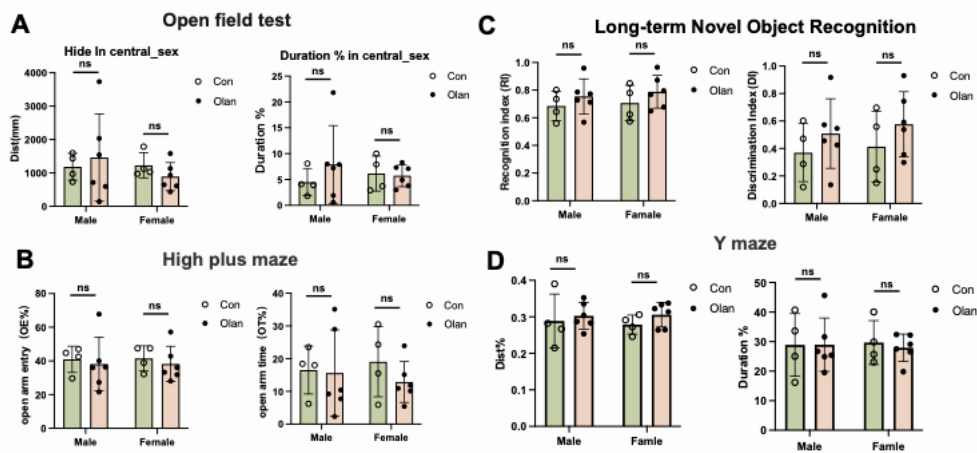 A
Open field test
Hide In central_sex
ns
ns
Con
Olan
Dist(mm)
4000
3000
2000
1000
0
Male
Female
Duration % in central_sex
ns
ns
Con
Olan
Duration %
25
20
15
10
5
0
Male
Female
C
Long-term Novel Object Recognition
ns
ns
Con
Olan
Recognition index (RI)
1.0
0.8
0.6
0.4
0.2
0.0
Male
Famale
ns
ns
Con
Olan
Discrimination Index (DI)
1.0
0.8
0.6
0.4
0.2
0.0
Male
Famale
B
High plus maze
ns
ns
Con
Olan
open arm entry (OE%)
80
60
40
20
0
Male
Female
ns
ns
Con
Olan
open arm time (OT%)
40
30
20
10
0
Male
Female
D
Y maze
ns
ns
Con
Olan
Dist%
0.4
0.3
0.2
0.1
0.0
Male
Famle
ns
ns
Con
Olan
Duration %
60
50
40
30
20
10
0
Male
Famle